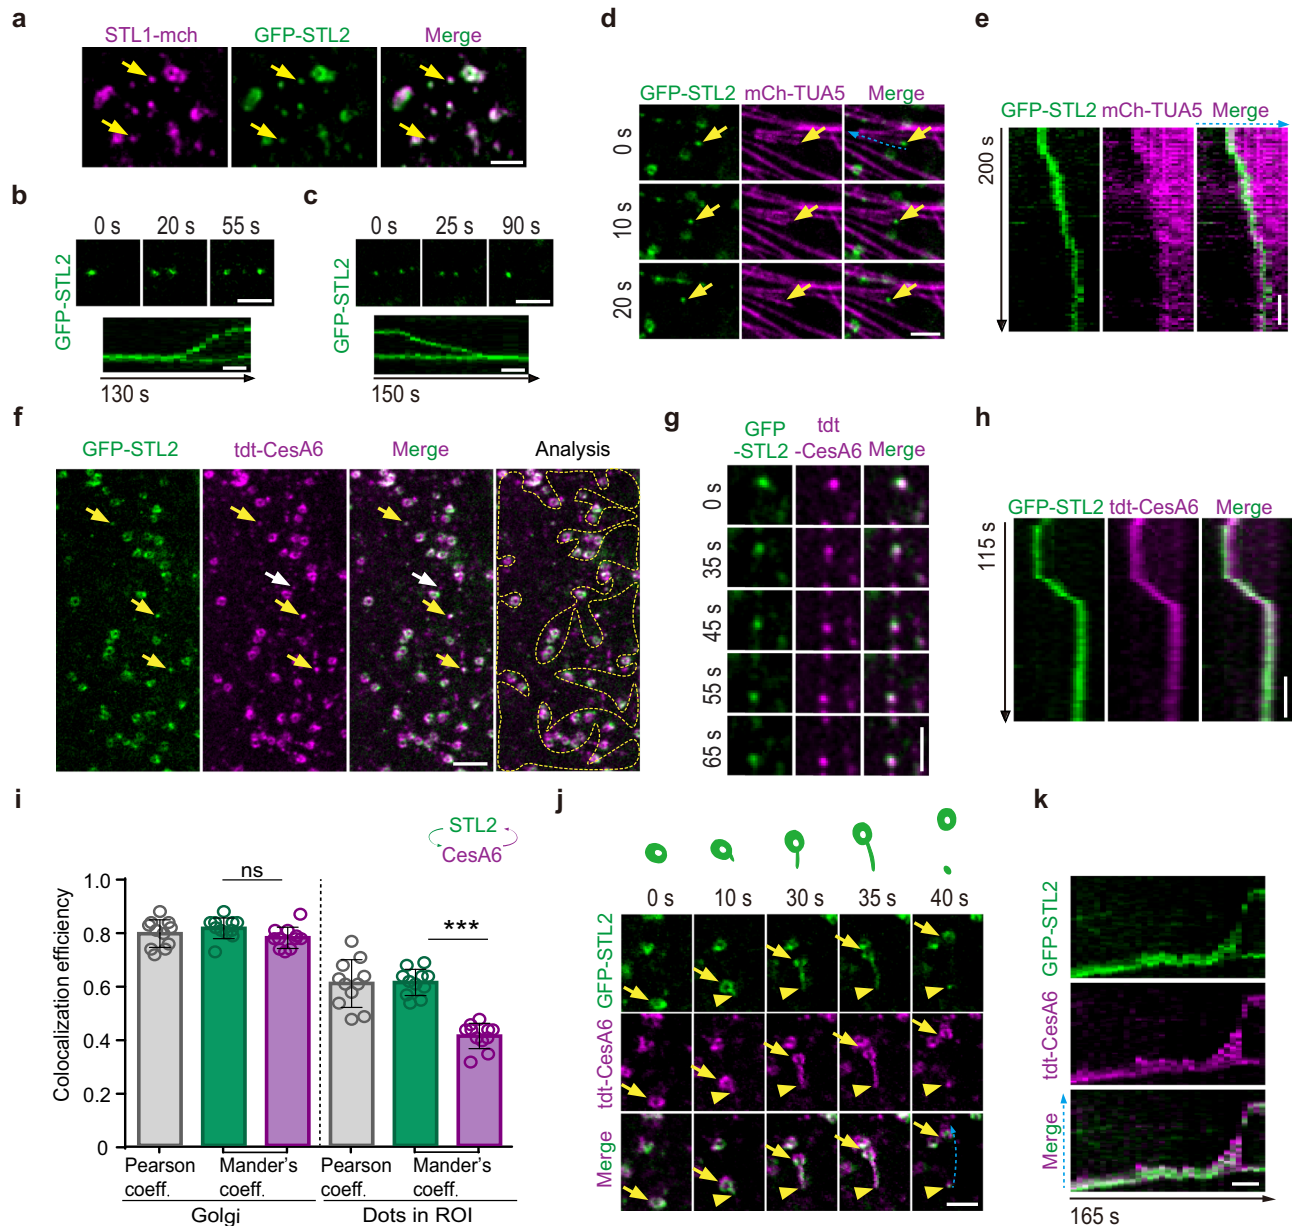 a
STL1-mch GFP-STL2 Merge
b
0 s 20 s 55 s
GFP-STL2
130 s
c
0 s 25 s 90 s
GFP-STL2
150 s
d
GFP-STL2 mCh-TUA5 Merge
0 s
10 s
20 s
e
GFP-STL2 mCh-TUA5 Merge
200 s
f
GFP-STL2 tdt-CesA6 Merge Analysis
g
GFP
-STL2
tdt
-CesA6
Merge
0 s
35 s
45 s
55 s
65 s
h
GFP-STL2 tdt-CesA6 Merge
115 s
i
STL2
CesA6
Colocalization efficiency
1.0
0.8
0.6
0.4
0.2
0
ns
***
Pearson
coeff.
Mander's
coeff.
Pearson
coeff.
Mander's
coeff.
Golgi
Dots in ROI
j
0 s 10 s 30 s 35 s 40 s
GFP-STL2
tdt-CesA6
Merge
k
GFP-STL2
tdt-CesA6
Merge
165 s